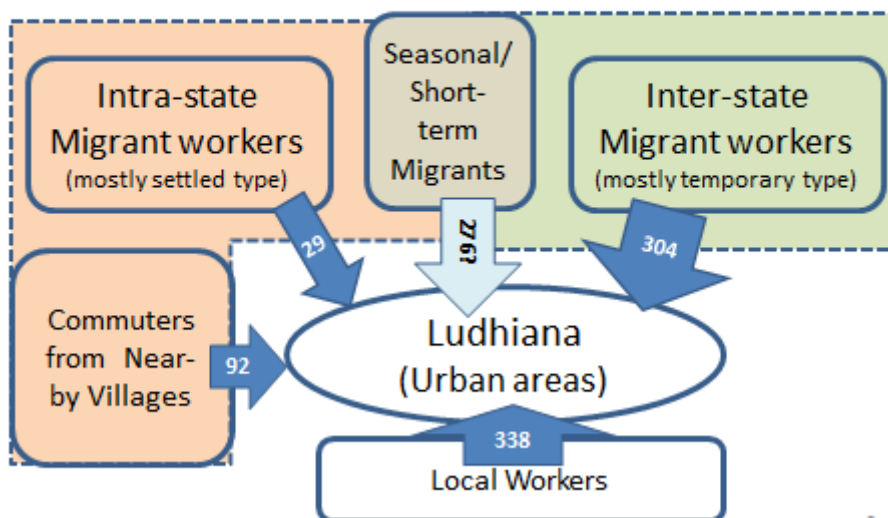 Intra-state
Migrant workers
(mostly settled type)
Seasonal/
Short-
term
Migrants
Inter-state
Migrant workers
(mostly temporary type)
29
276?
304
Commuters
from Near-
by Villages
92
Ludhiana
(Urban areas)
338
Local Workers